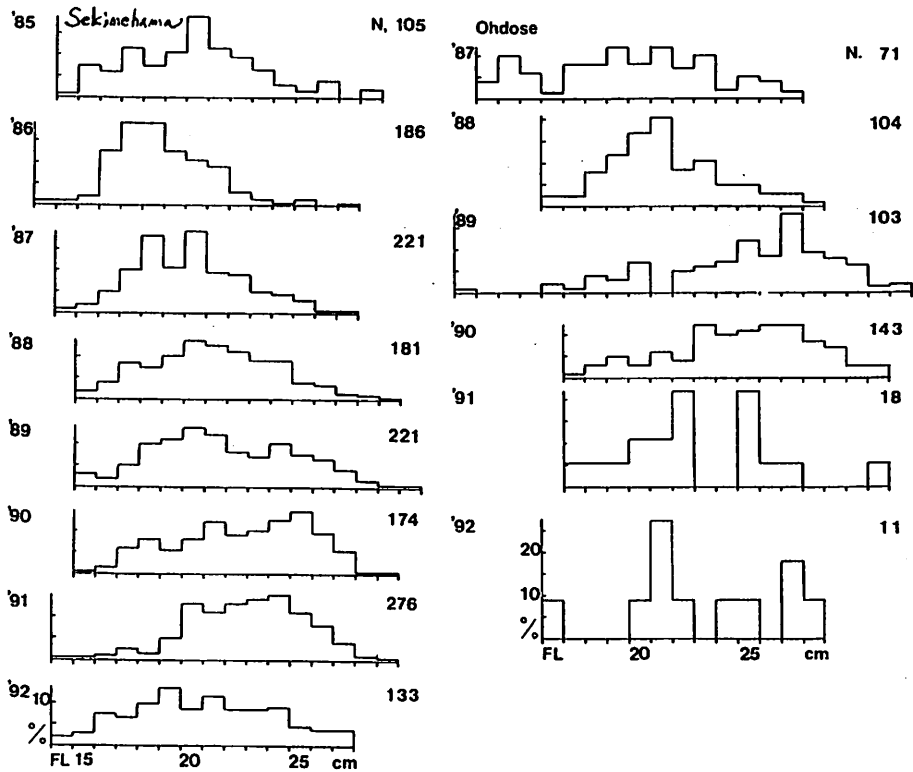 '85 Sekimehama N, 105
'86 186
'87 221
'88 181
'89 221
'90 174
'91 276
'92 10 133
%
FL 15 20 25 cm
Ohdose
'87 N. 71
'88 104
'89 103
'90 143
'91 18
'92 11
20
10
%
FL 20 25 cm